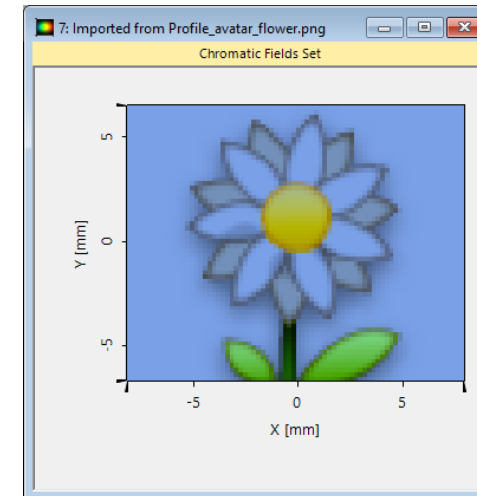 7: Imported from Profile_avatar_flower.png
Chromatic Fields Set
5
0
-5
Y [mm]
-5 0 5
X [mm]